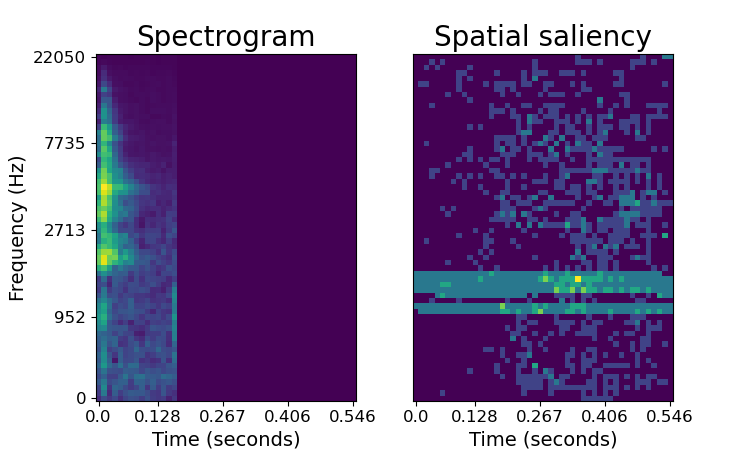 Spectrogram
Spatial saliency
Frequency (Hz)
22050
7735
2713
952
0
0.0 0.128 0.267 0.406 0.546
0.0 0.128 0.267 0.406 0.546
Time (seconds)
Time (seconds)